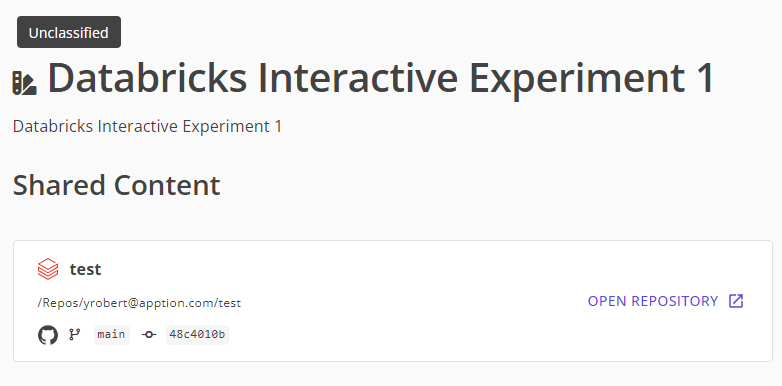 Unclassified
Databricks Interactive Experiment 1
Databricks Interactive Experiment 1
Shared Content
test
/Repos/yrobert@apption.com/test
OPEN REPOSITORY
main 48c4010b